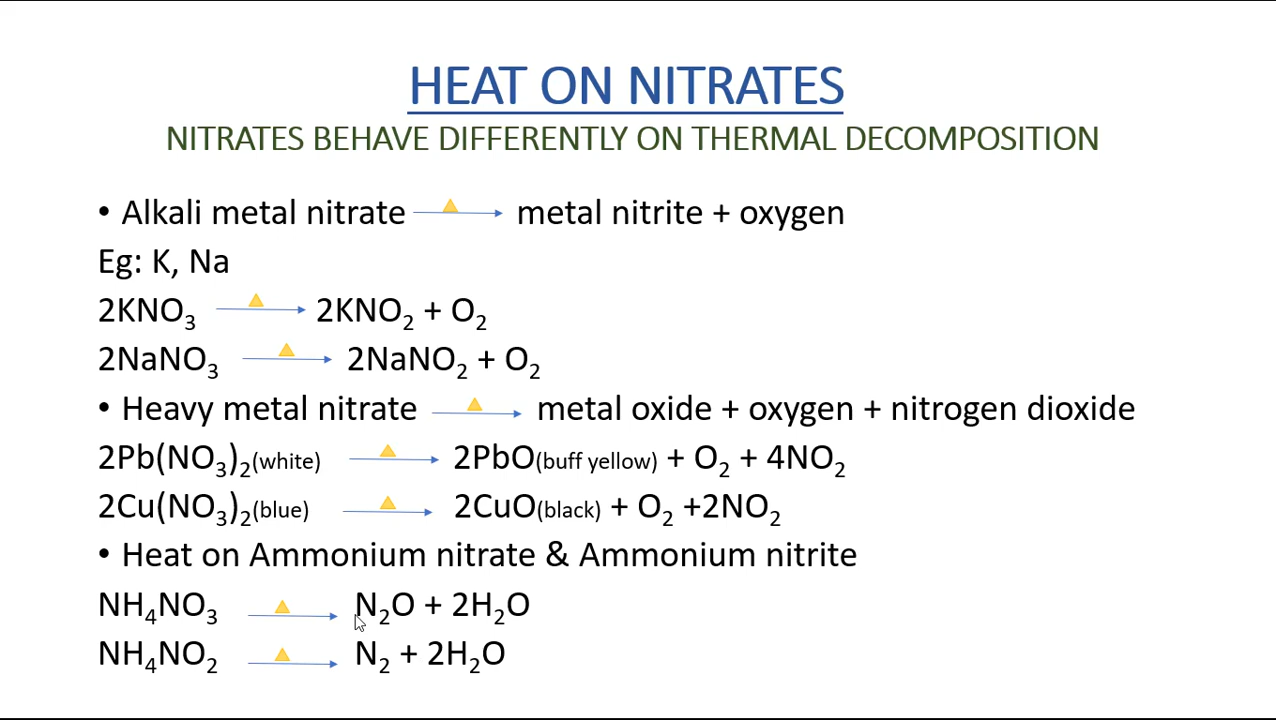 HEAT ON NITRATES
NITRATES BEHAVE DIFFERENTLY ON THERMAL DECOMPOSITION
• Alkali metal nitrate → metal nitrite + oxygen
Eg: K, Na
2KNO₃ → 2KNO₂ + O₂
2NaNO₃ → 2NaNO₂ + O₂
• Heavy metal nitrate → metal oxide + oxygen + nitrogen dioxide
2Pb(NO₃)₂(white) → 2PbO(buff yellow) + O₂ + 4NO₂
2Cu(NO₃)₂(blue) → 2CuO(black) + O₂ +2NO₂
• Heat on Ammonium nitrate & Ammonium nitrite
NH₄NO₃ → N₂O + 2H₂O
NH₄NO₂ → N₂ + 2H₂O